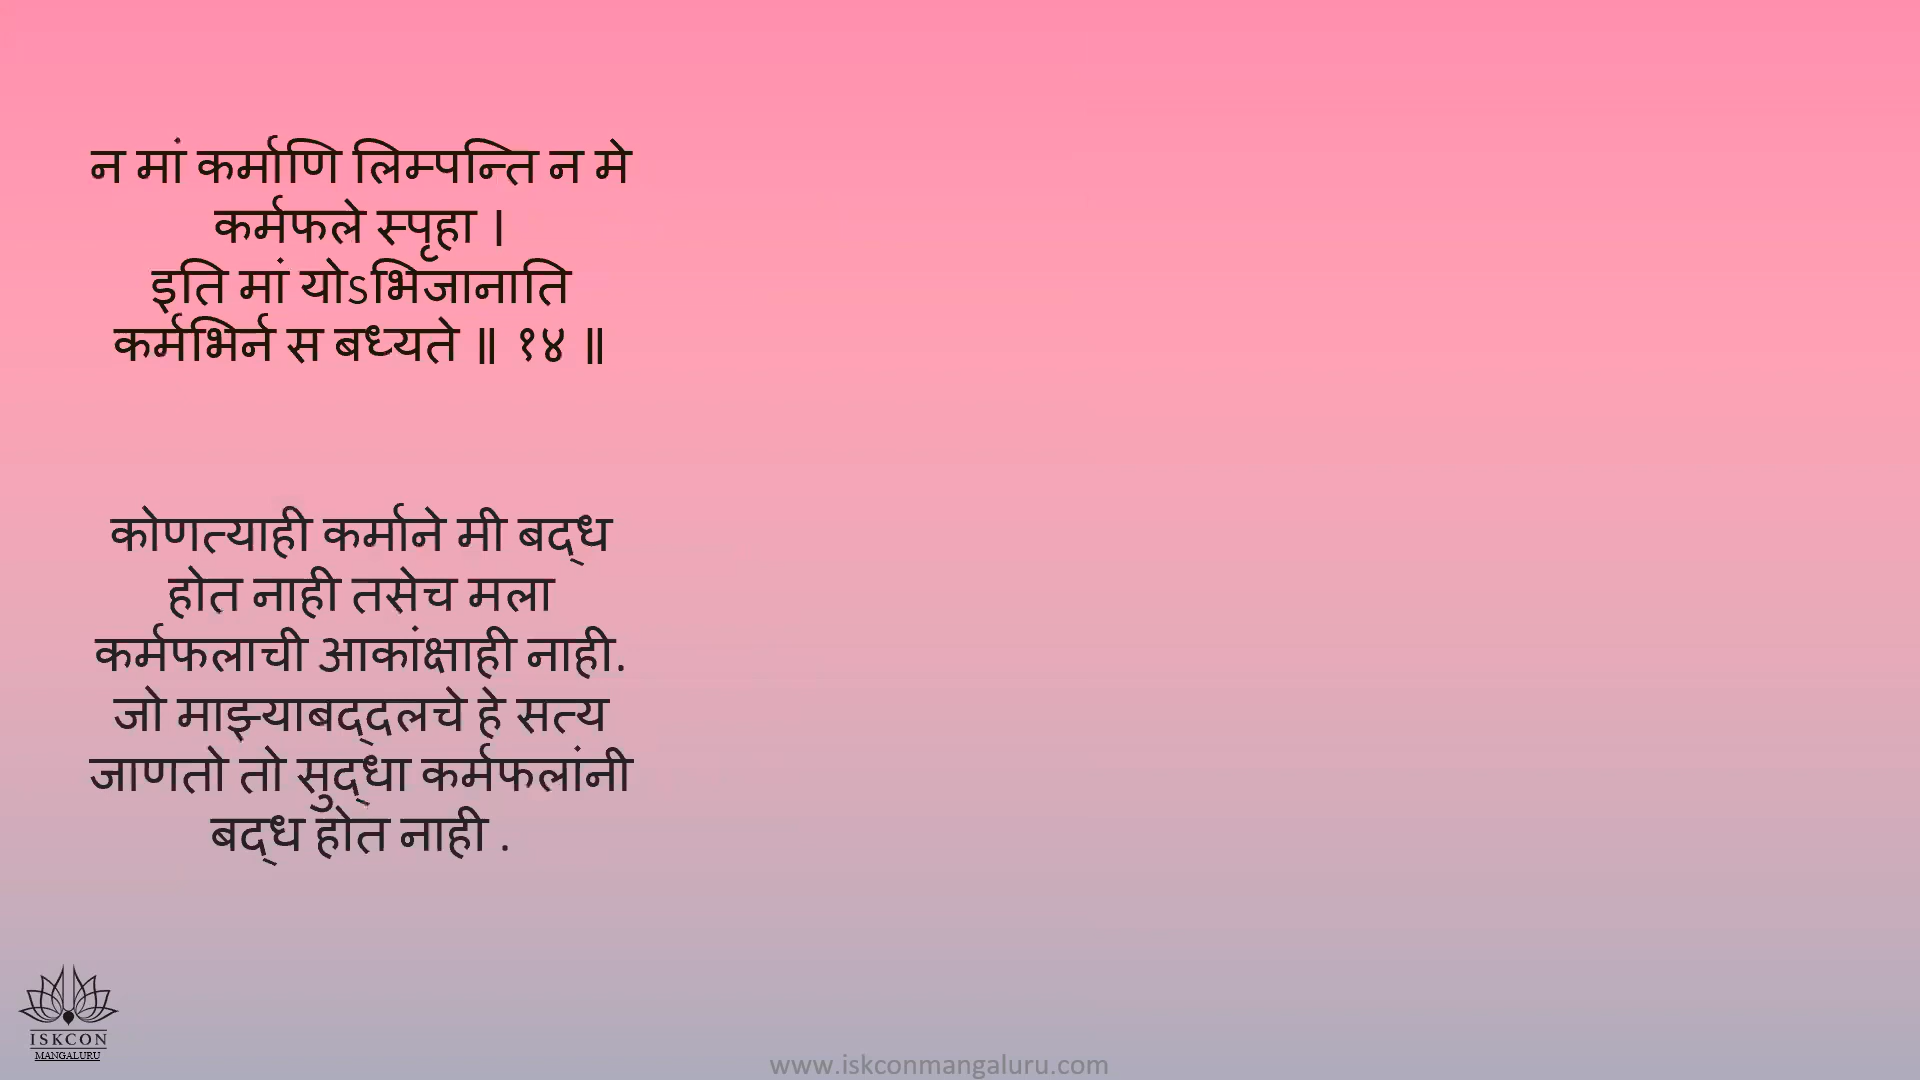 न मां कर्माणि लिम्पन्ति न मे
कर्मफले स्पृहा ।
इति मां योऽभिजानाति
कर्मभिर्न स बध्यते ॥ १४ ॥
कोणत्याही कर्माने मी बद्ध
होत नाही तसेच मला
कर्मफलाची आकांक्षाही नाही.
जो माझ्याबद्दलचे हे सत्य
जाणतो तो सुद्धा कर्मफलांनी
बद्ध होत नाही .
ISKCON
MANGALURU
www.iskconmangaluru.com